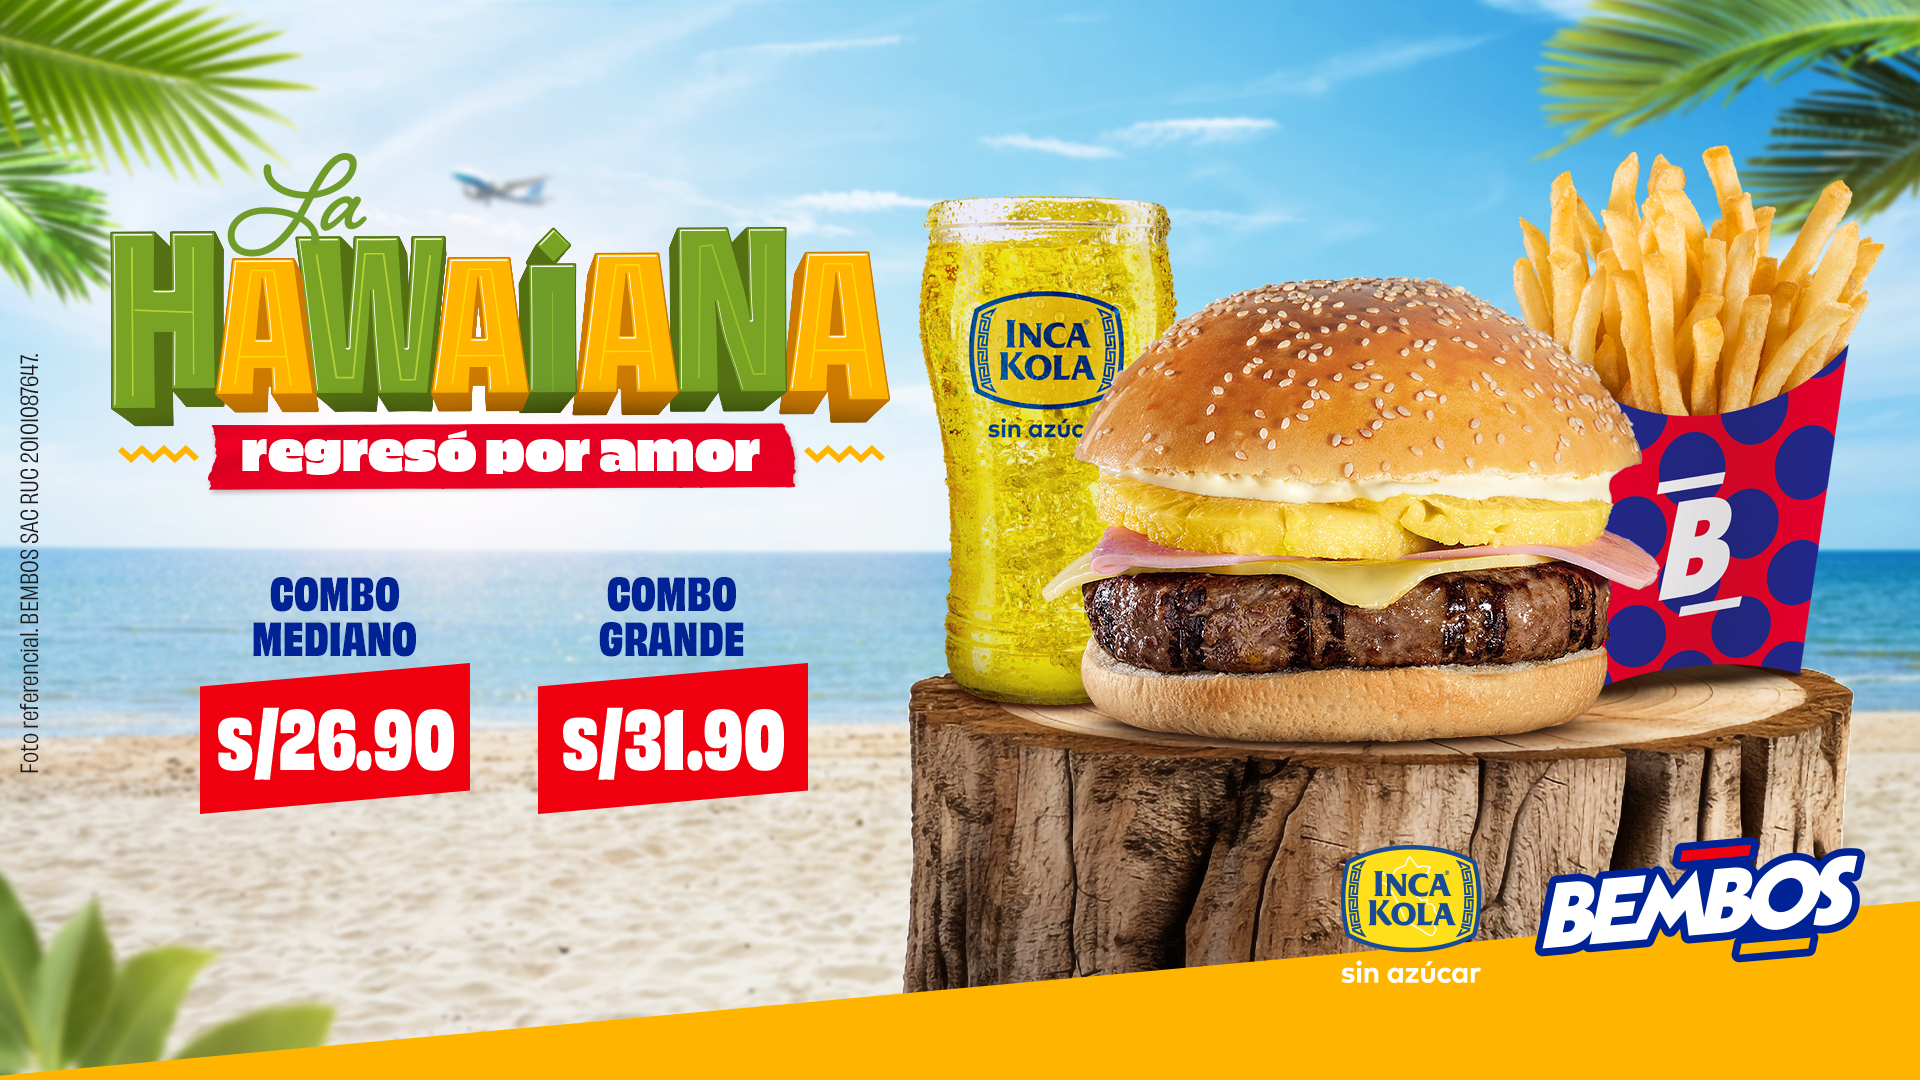 La
HAWAíANA
regresó por amor
COMBO
MEDIANO
S/26.90
COMBO
GRANDE
S/31.90
INCA
KOLA
sin azúc
B
INCA
KOLA
sin azúcar
BEMBOS
Foto referencial. BEMBOS SAC RUC 20101087647.